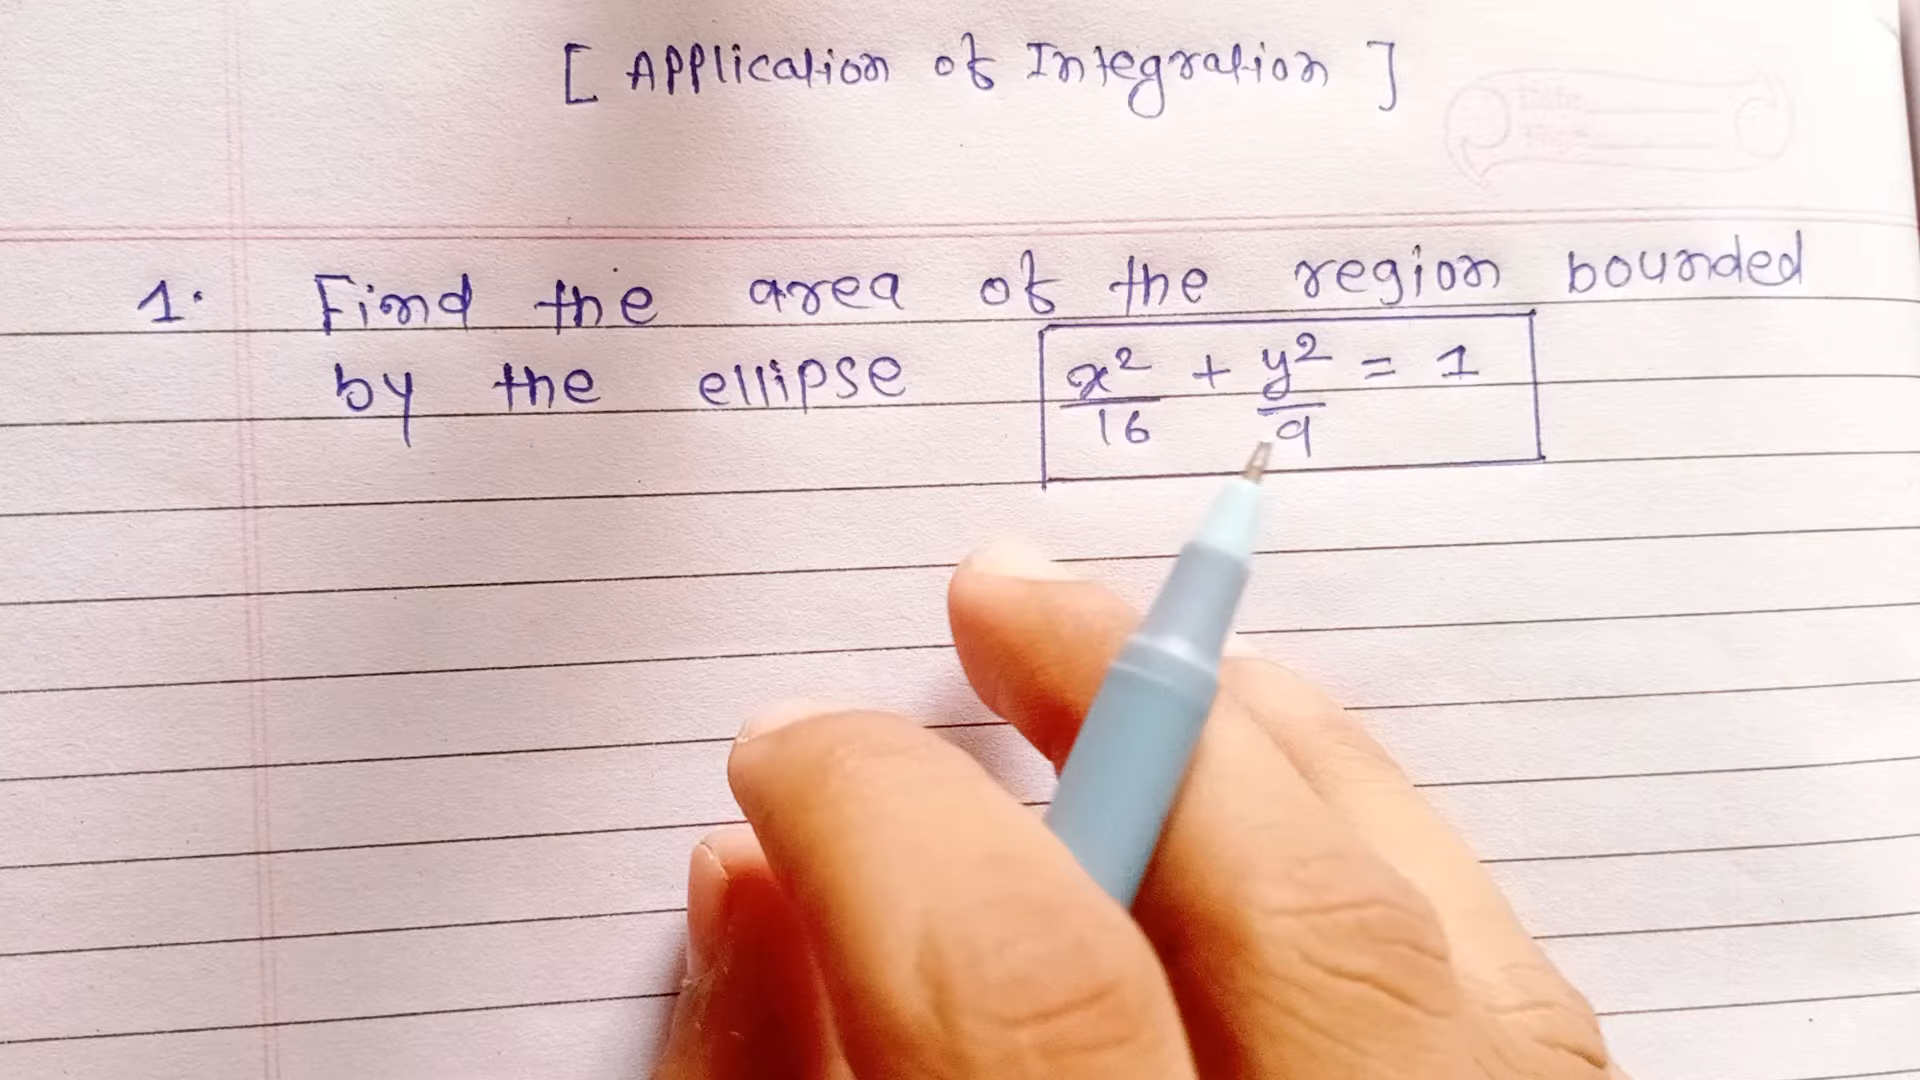 [ Application of Integration ]
1. Find the area of the region bounded
by the ellipse x²/16 + y²/9 = 1